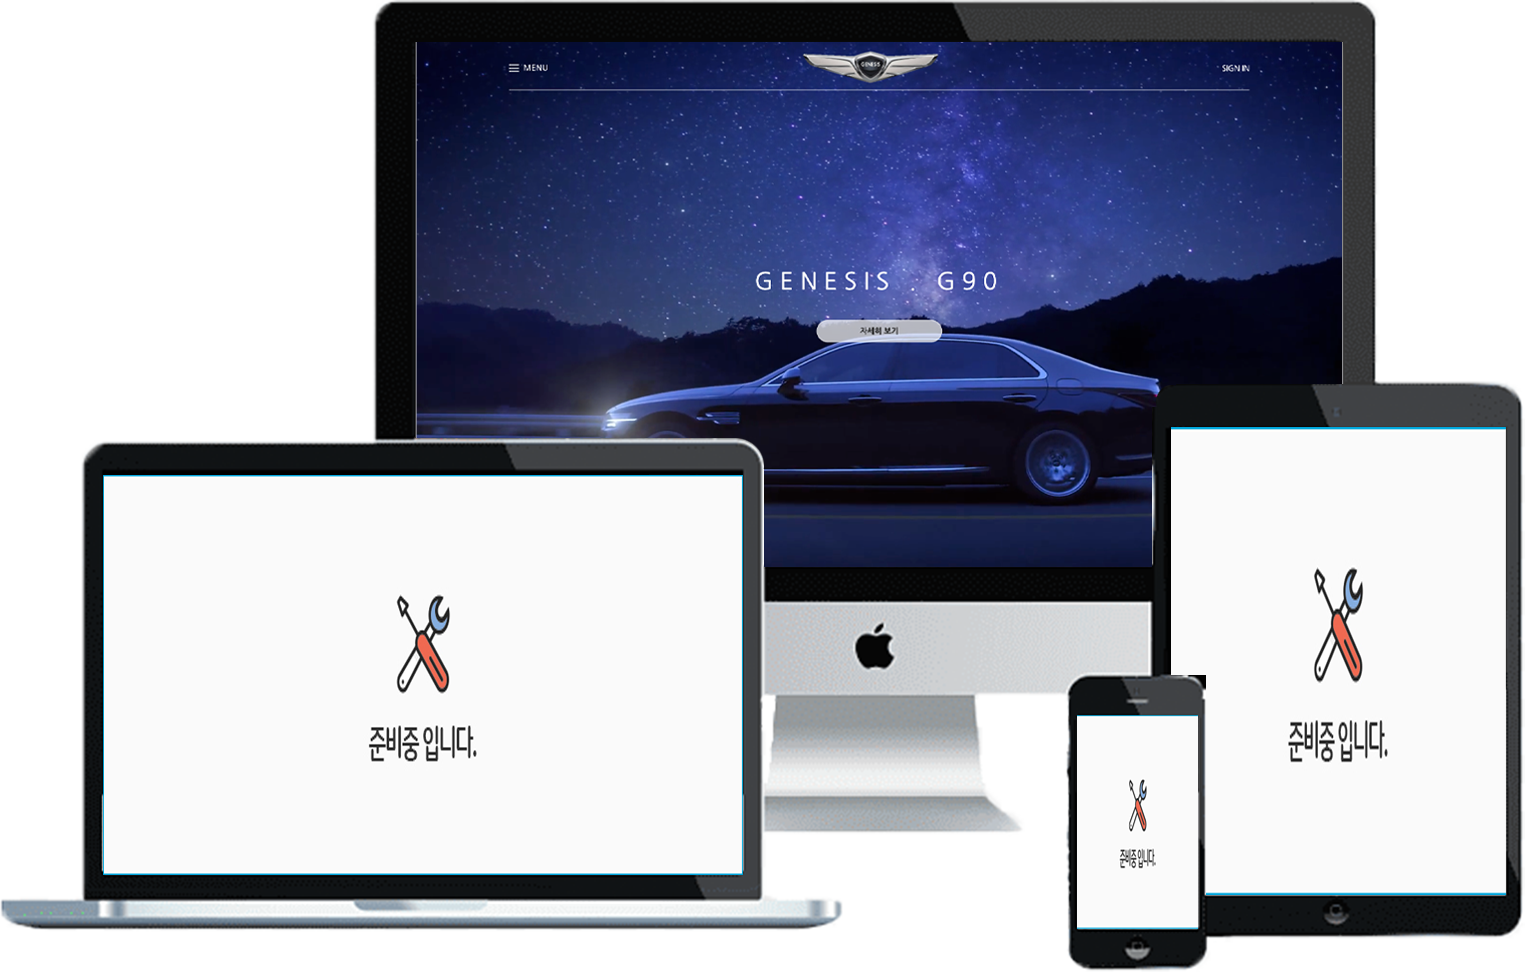 MENU
GENESIS
SIGN IN
GENESIS . G90
자세히 보기
준비중 입니다.
준비중 입니다.
준비중 입니다.